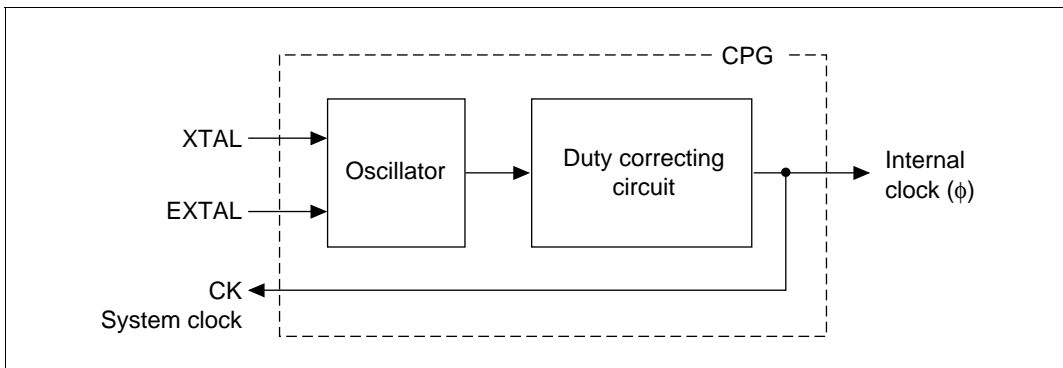 CPG
XTAL
EXTAL
Oscillator
Duty correcting
circuit
Internal
clock (ϕ)
CK
System clock